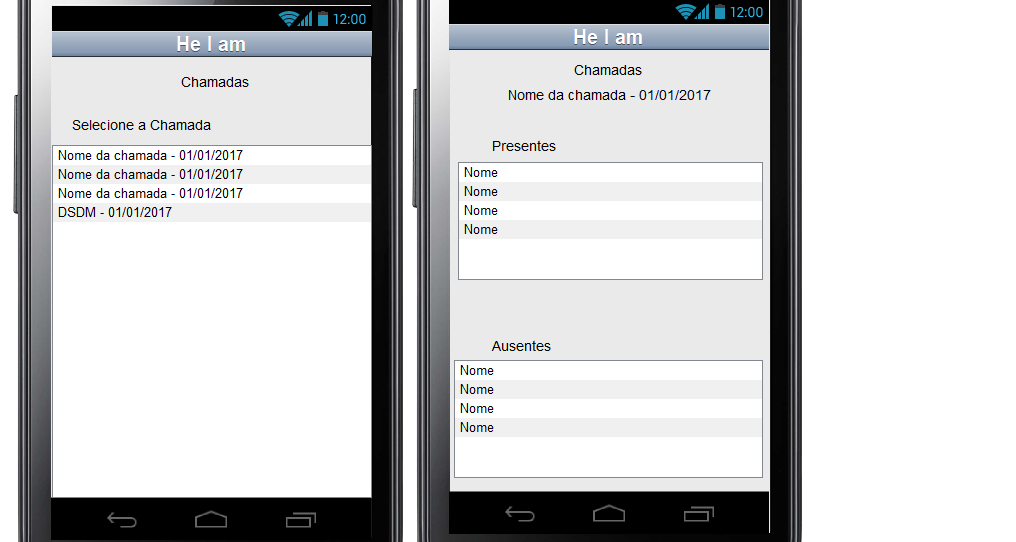 12:00
He I am
Chamadas
Selecione a Chamada
Nome da chamada - 01/01/2017
Nome da chamada - 01/01/2017
Nome da chamada - 01/01/2017
DSDM - 01/01/2017
12:00
He I am
Chamadas
Nome da chamada - 01/01/2017
Presentes
Nome
Nome
Nome
Nome
Ausentes
Nome
Nome
Nome
Nome